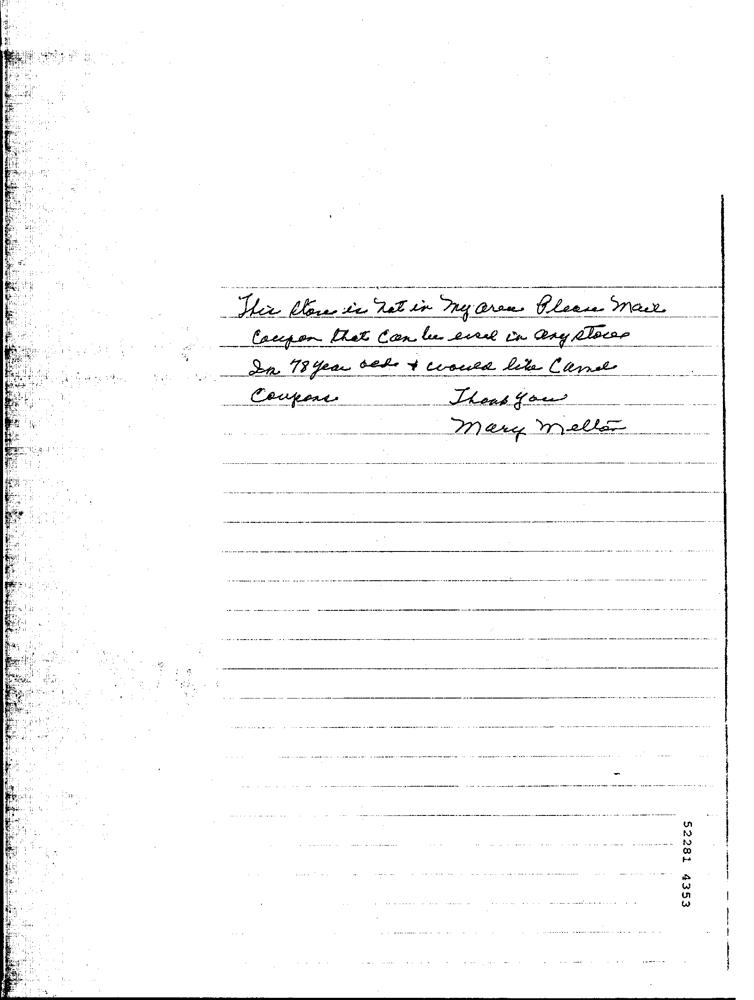 This store is not in my area Please Mail
Coupon that can be used in any stores
Im 78 year old + would like Camel
Coupons Thank You
Mary Melton
52281 4353